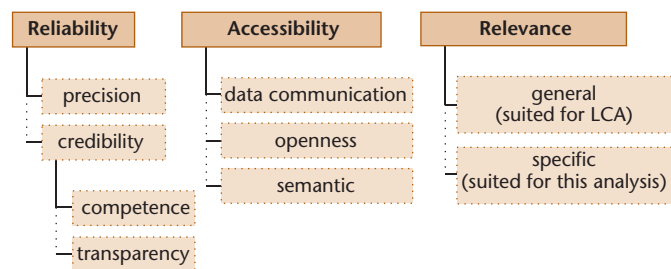 Reliability
precision
credibility
competence
transparency
Accessibility
data communication
openness
semantic
Relevance
general
(suited for LCA)
specific
(suited for this analysis)